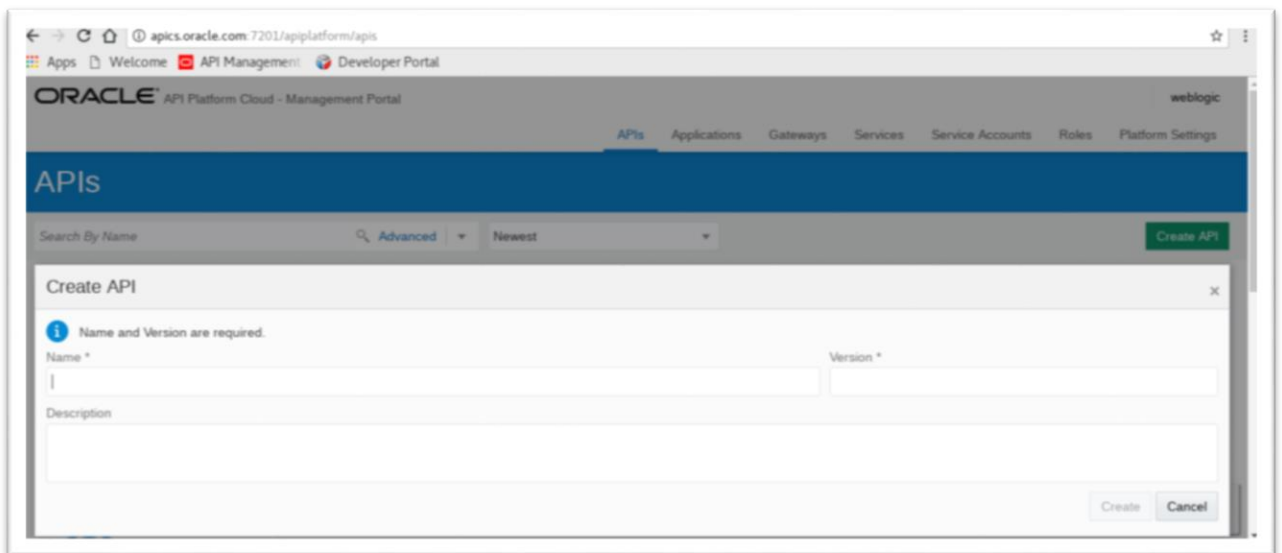 apics.oracle.com:7201/apiplatform/apis
Apps Welcome API Management Developer Portal
ORACLE® API Platform Cloud - Management Portal weblogic
APIs Applications Gateways Services Service Accounts Roles Platform Settings
APIs
Search By Name Advanced Newest Create API
Create API ×
i Name and Version are required.
Name * Version *
Description
Create Cancel